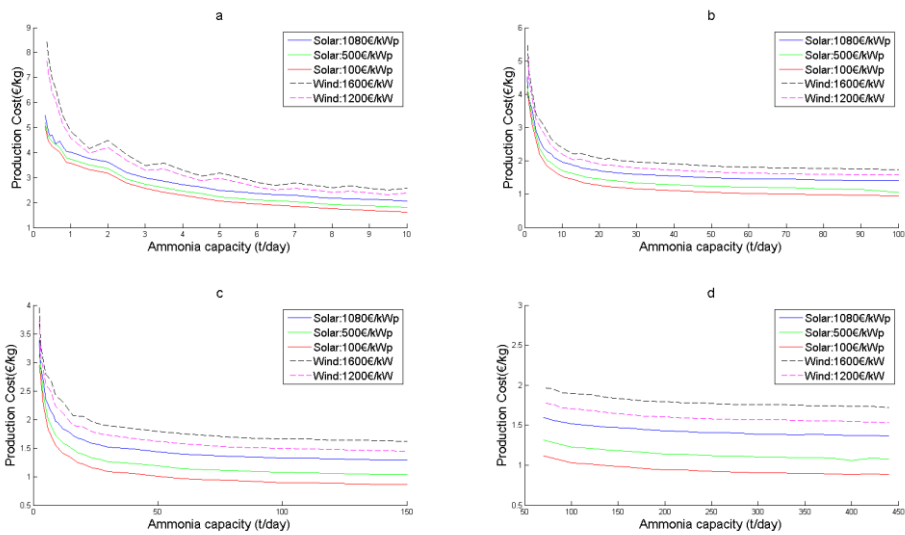 a
Production Cost(€/kg)
9
8
7
6
5
4
3
2
1
0 1 2 3 4 5 6 7 8 9 10
Ammonia capacity (t/day)
Solar:1080€/kWp
Solar:500€/kWp
Solar:100€/kWp
Wind:1600€/kW
Wind:1200€/kW
b
Production Cost(€/kg)
6
5
4
3
2
1
0
0 10 20 30 40 50 60 70 80 90 100
Ammonia capacity (t/day)
Solar:1080€/kWp
Solar:500€/kWp
Solar:100€/kWp
Wind:1600€/kW
Wind:1200€/kW
c
Production Cost(€/kg)
4
3.5
3
2.5
2
1.5
1
0.5
0 50 100 150
Ammonia capacity (t/day)
Solar:1080€/kWp
Solar:500€/kWp
Solar:100€/kWp
Wind:1600€/kW
Wind:1200€/kW
d
Production Cost(€/kg)
3
2.5
2
1.5
1
0.5
50 100 150 200 250 300 350 400 450
Ammonia capacity (t/day)
Solar:1080€/kWp
Solar:500€/kWp
Solar:100€/kWp
Wind:1600€/kW
Wind:1200€/kW